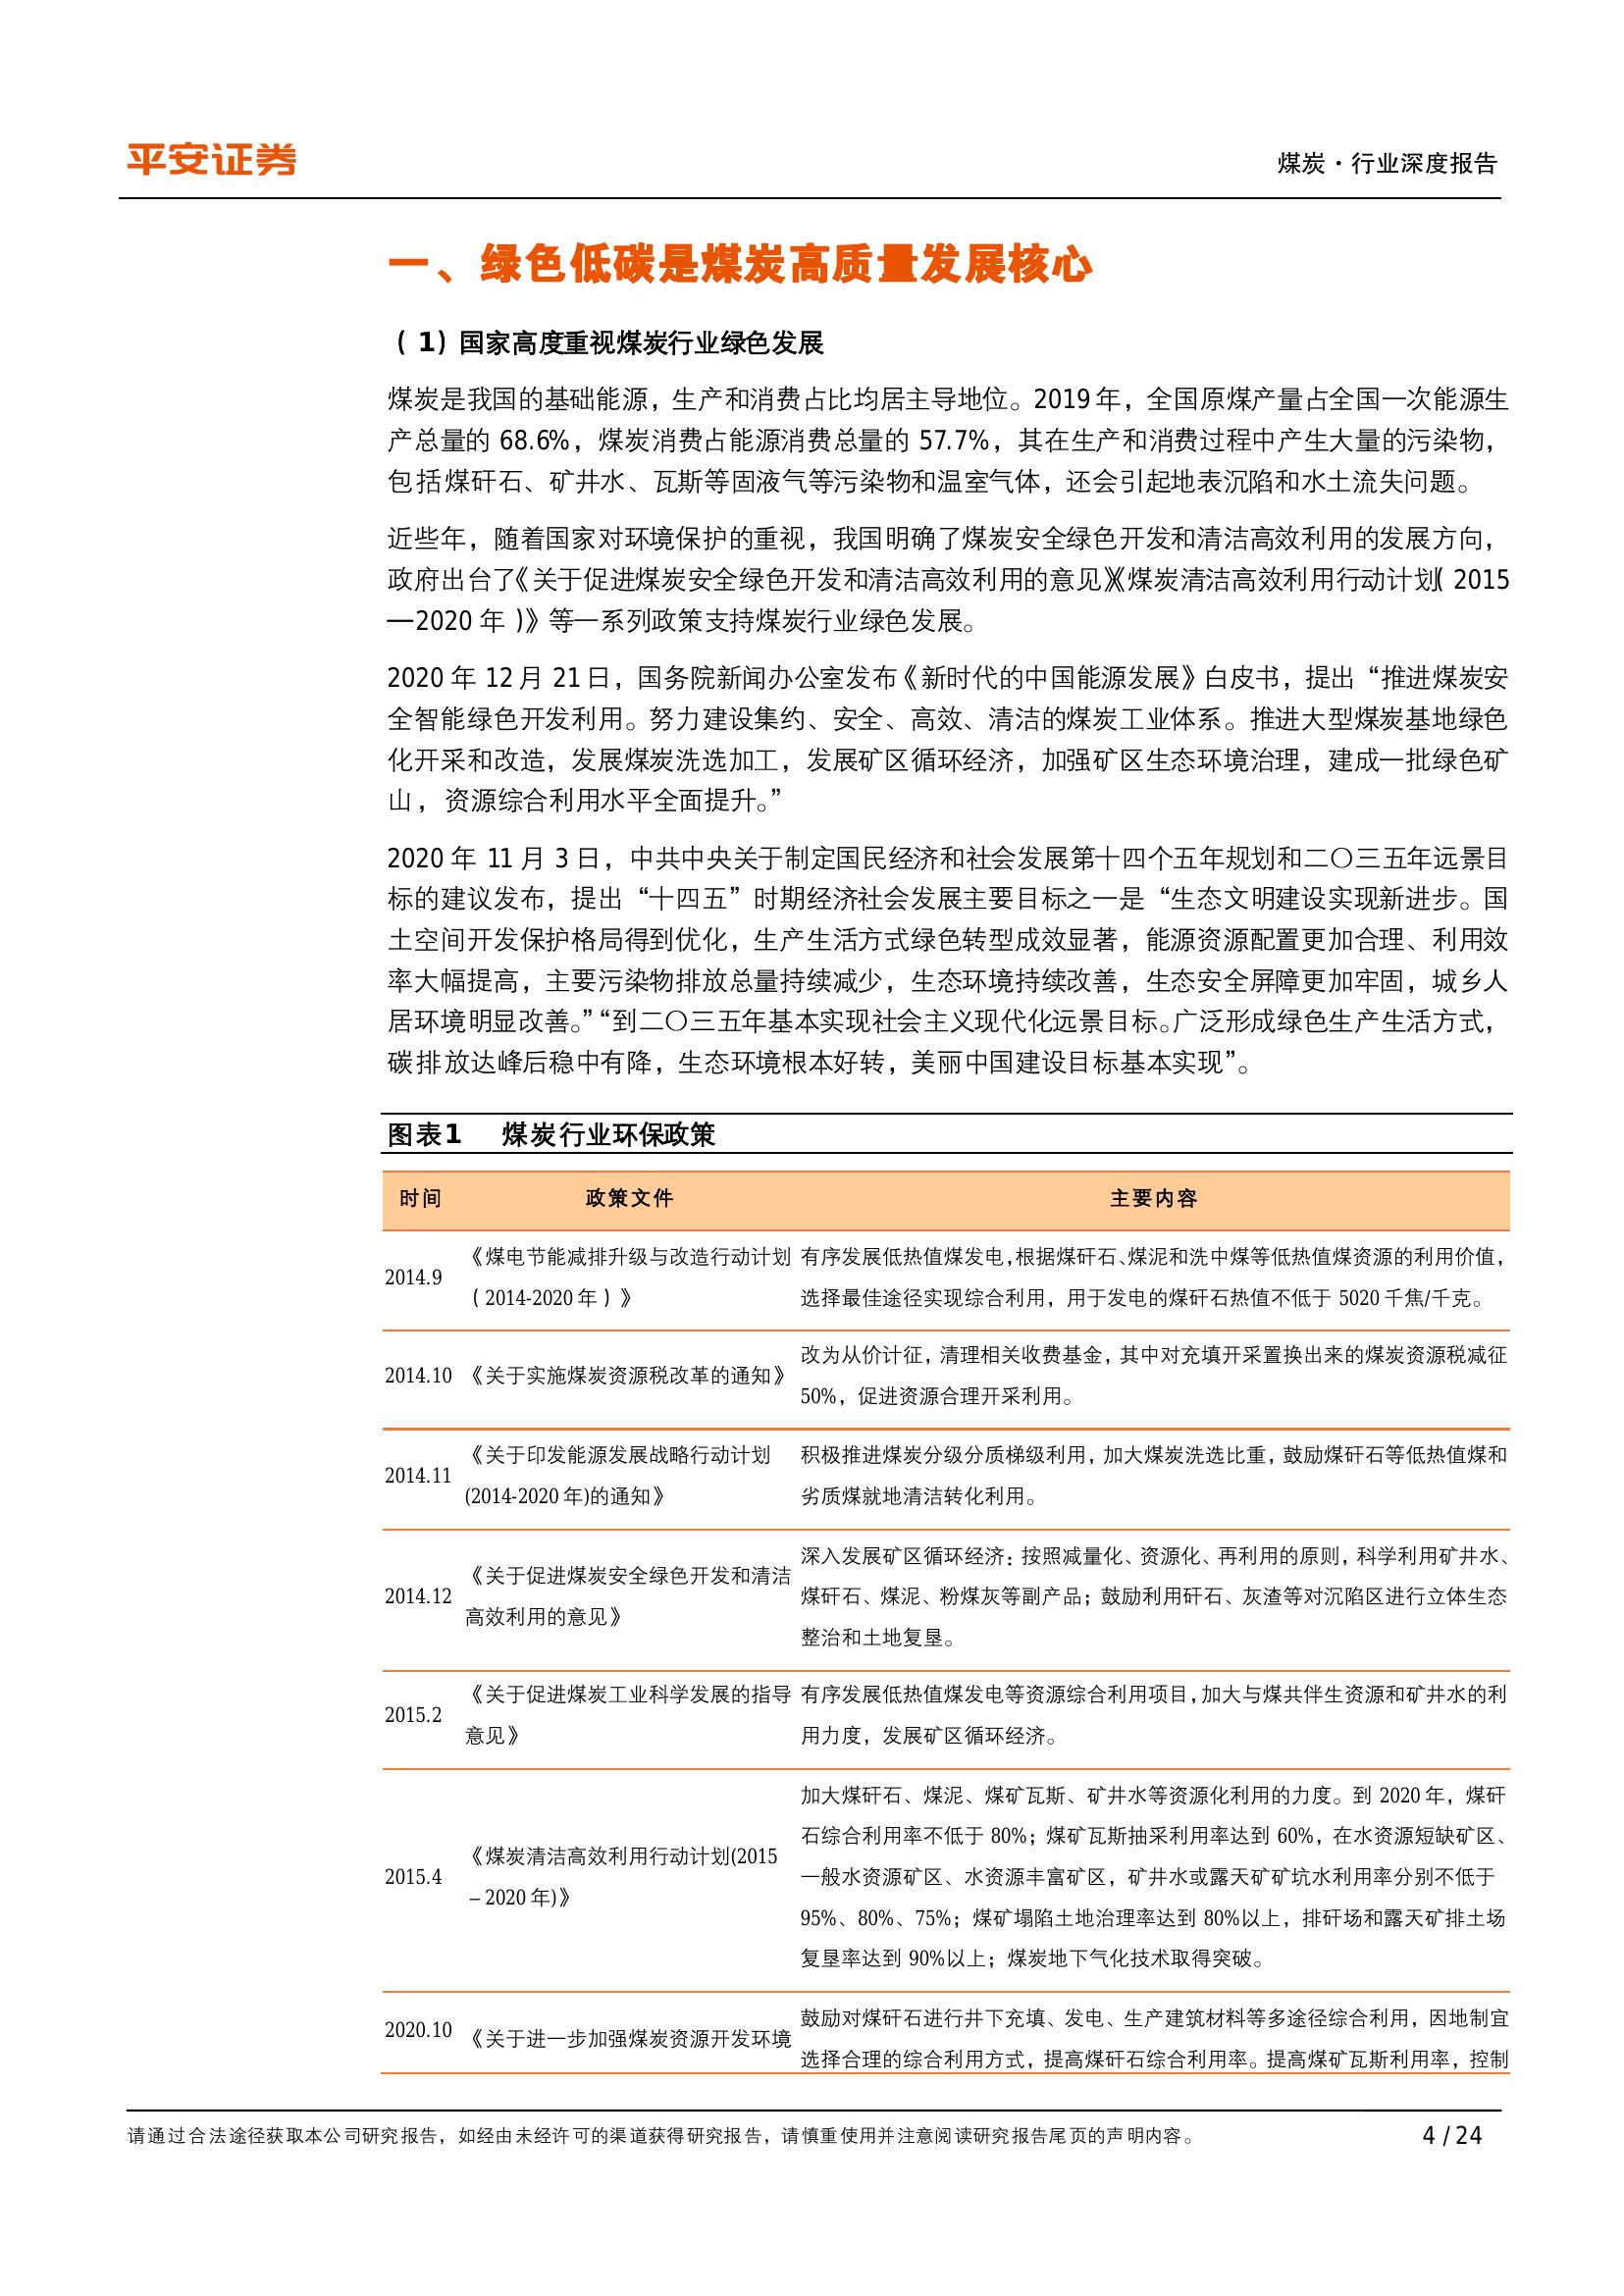 平安证券
煤炭·行业深度报告
一、绿色低碳是煤炭高质量发展核心
(1)国家高度重视煤炭行业绿色发展
煤炭是我国的基础能源，生产和消费占比均居主导地位。2019年，全国原煤产量占全国一次能源生
产总量的 68.6%，煤炭消费占能源消费总量的 57.7%，其在生产和消费过程中产生大量的污染物，
包括煤矸石、矿井水、瓦斯等固液气等污染物和温室气体，还会引起地表沉陷和水土流失问题。
近些年，随着国家对环境保护的重视，我国明确了煤炭安全绿色开发和清洁高效利用的发展方向，
政府出台了《关于促进煤炭安全绿色开发和清洁高效利用的意见》《煤炭清洁高效利用行动计划(2015
—2020 年)》等一系列政策支持煤炭行业绿色发展。
2020 年 12月 21日，国务院新闻办公室发布《新时代的中国能源发展》白皮书，提出“推进煤炭安
全智能绿色开发利用。努力建设集约、安全、高效、清洁的煤炭工业体系。推进大型煤炭基地绿色
化开采和改造，发展煤炭洗选加工，发展矿区循环经济，加强矿区生态环境治理，建成一批绿色矿
山，资源综合利用水平全面提升。”
2020 年 11 月 3 日，中共中央关于制定国民经济和社会发展第十四个五年规划和二〇三五年远景目
标的建议发布，提出“十四五”时期经济社会发展主要目标之一是“生态文明建设实现新进步。国
土空间开发保护格局得到优化，生产生活方式绿色转型成效显著，能源资源配置更加合理、利用效
率大幅提高，主要污染物排放总量持续减少，生态环境持续改善，生态安全屏障更加牢固，城乡人
居环境明显改善。”“到二〇三五年基本实现社会主义现代化远景目标。广泛形成绿色生产生活方式，
碳排放达峰后稳中有降，生态环境根本好转，美丽中国建设目标基本实现”。
图表1 煤炭行业环保政策
时间 政策文件 主要内容
2014.9
《煤电节能减排升级与改造行动计划
（2014-2020年）》
有序发展低热值煤发电，根据煤矸石、煤泥和洗中煤等低热值煤资源的利用价值，
选择最佳途径实现综合利用，用于发电的煤矸石热值不低于 5020千焦/千克。
2014.10
《关于实施煤炭资源税改革的通知》
改为从价计征，清理相关收费基金，其中对充填开采置换出来的煤炭资源税减征
50%，促进资源合理开采利用。
2014.11
《关于印发能源发展战略行动计划
(2014-2020年)的通知》
积极推进煤炭分级分质梯级利用，加大煤炭洗选比重，鼓励煤矸石等低热值煤和
劣质煤就地清洁转化利用。
2014.12
《关于促进煤炭安全绿色开发和清洁
高效利用的意见》
深入发展矿区循环经济：按照减量化、资源化、再利用的原则，科学利用矿井水、
煤矸石、煤泥、粉煤灰等副产品；鼓励利用矸石、灰渣等对沉陷区进行立体生态
整治和土地复垦。
2015.2
《关于促进煤炭工业科学发展的指导
意见》
有序发展低热值煤发电等资源综合利用项目，加大与煤共伴生资源和矿井水的利
用力度，发展矿区循环经济。
2015.4
《煤炭清洁高效利用行动计划(2015
–2020年)》
加大煤矸石、煤泥、煤矿瓦斯、矿井水等资源化利用的力度。到 2020年，煤矸
石综合利用率不低于 80%；煤矿瓦斯抽采利用率达到 60%，在水资源短缺矿区、
一般水资源矿区、水资源丰富矿区，矿井水或露天矿矿坑水利用率分别不低于
95%、80%、75%；煤矿塌陷土地治理率达到 80%以上，排矸场和露天矿排土场
复垦率达到 90%以上；煤炭地下气化技术取得突破。
2020.10
《关于进一步加强煤炭资源开发环境
鼓励对煤矸石进行井下充填、发电、生产建筑材料等多途径综合利用，因地制宜
选择合理的综合利用方式，提高煤矸石综合利用率。提高煤矿瓦斯利用率，控制
请通过合法途径获取本公司研究报告，如经由未经许可的渠道获得研究报告，请慎重使用并注意阅读研究报告尾页的声明内容。
4 / 24